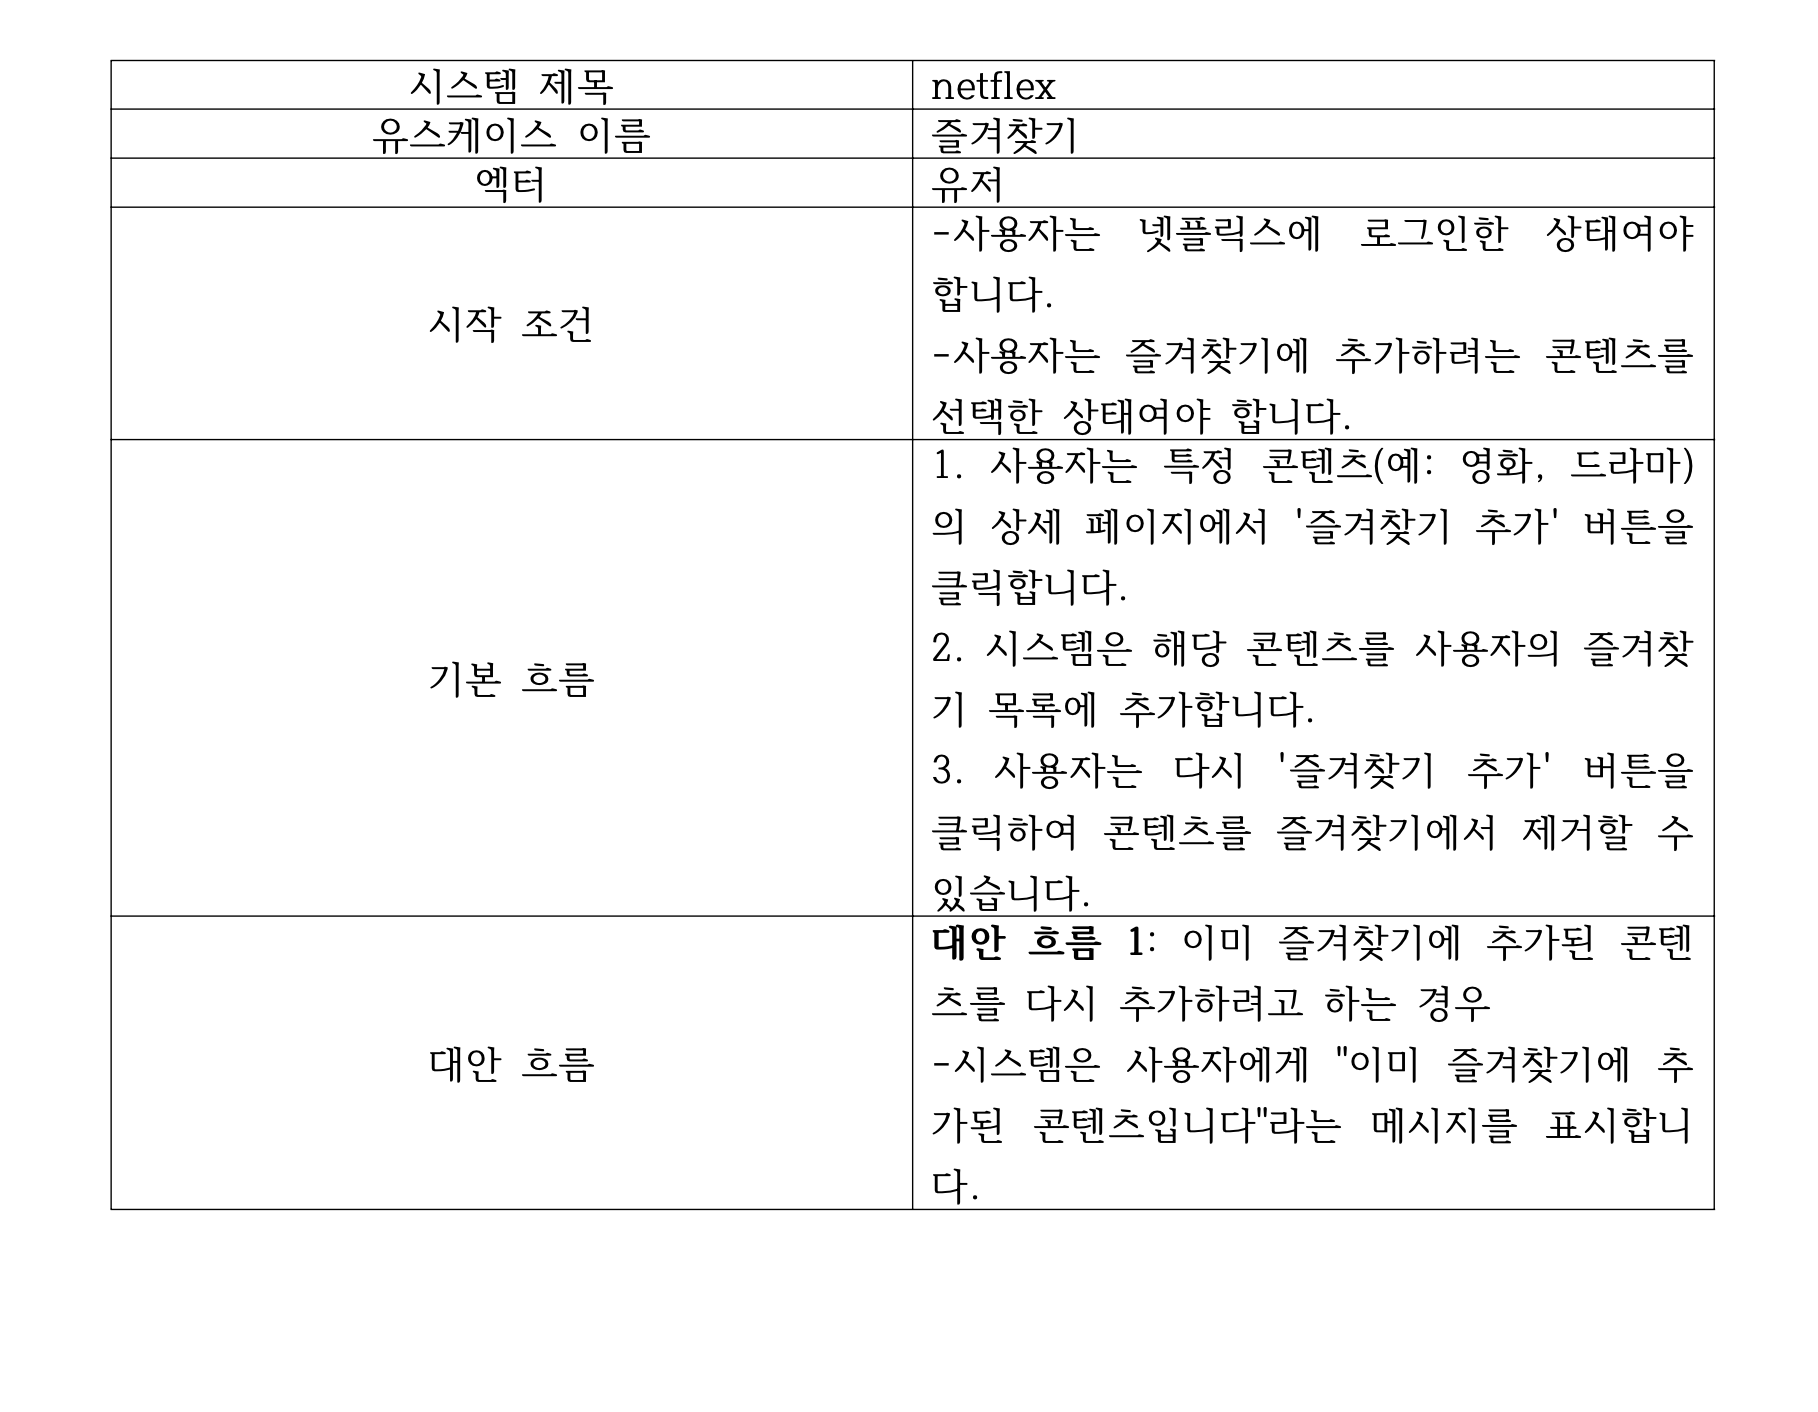 시스템 제목
netflex
유스케이스 이름
즐겨찾기
엑터
유저
시작 조건
-사용자는 넷플릭스에 로그인한 상태여야
합니다.
-사용자는 즐겨찾기에 추가하려는 콘텐츠를
선택한 상태여야 합니다.
기본 흐름
1. 사용자는 특정 콘텐츠(예: 영화, 드라마)
의 상세 페이지에서 '즐겨찾기 추가' 버튼을
클릭합니다.
2. 시스템은 해당 콘텐츠를 사용자의 즐겨찾
기 목록에 추가합니다.
3. 사용자는 다시 '즐겨찾기 추가' 버튼을
클릭하여 콘텐츠를 즐겨찾기에서 제거할 수
있습니다.
대안 흐름
대안 흐름 1: 이미 즐겨찾기에 추가된 콘텐
츠를 다시 추가하려고 하는 경우
-시스템은 사용자에게 "이미 즐겨찾기에 추
가된 콘텐츠입니다"라는 메시지를 표시합니
다.